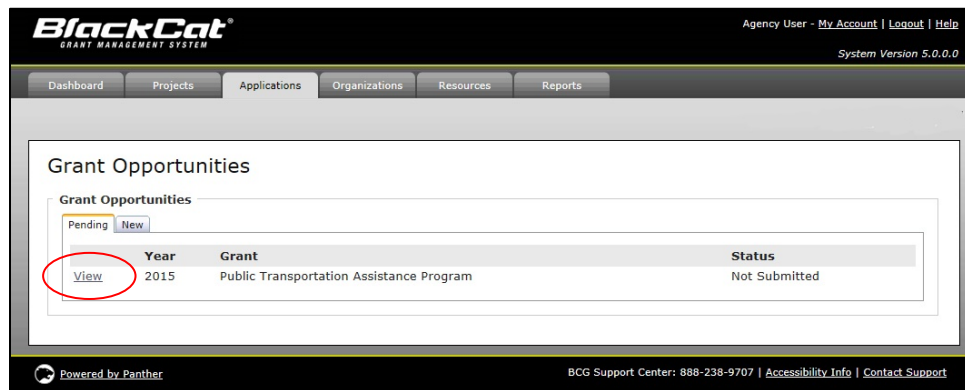 BlackCat®
GRANT MANAGEMENT SYSTEM
Agency User - My Account | Logout | Help
System Version 5.0.0.0
Dashboard Projects Applications Organizations Resources Reports
Grant Opportunities
Grant Opportunities
Pending New
Year Grant Status
View 2015 Public Transportation Assistance Program Not Submitted
Powered by Panther BCG Support Center: 888-238-9707 | Accessibility Info | Contact Support